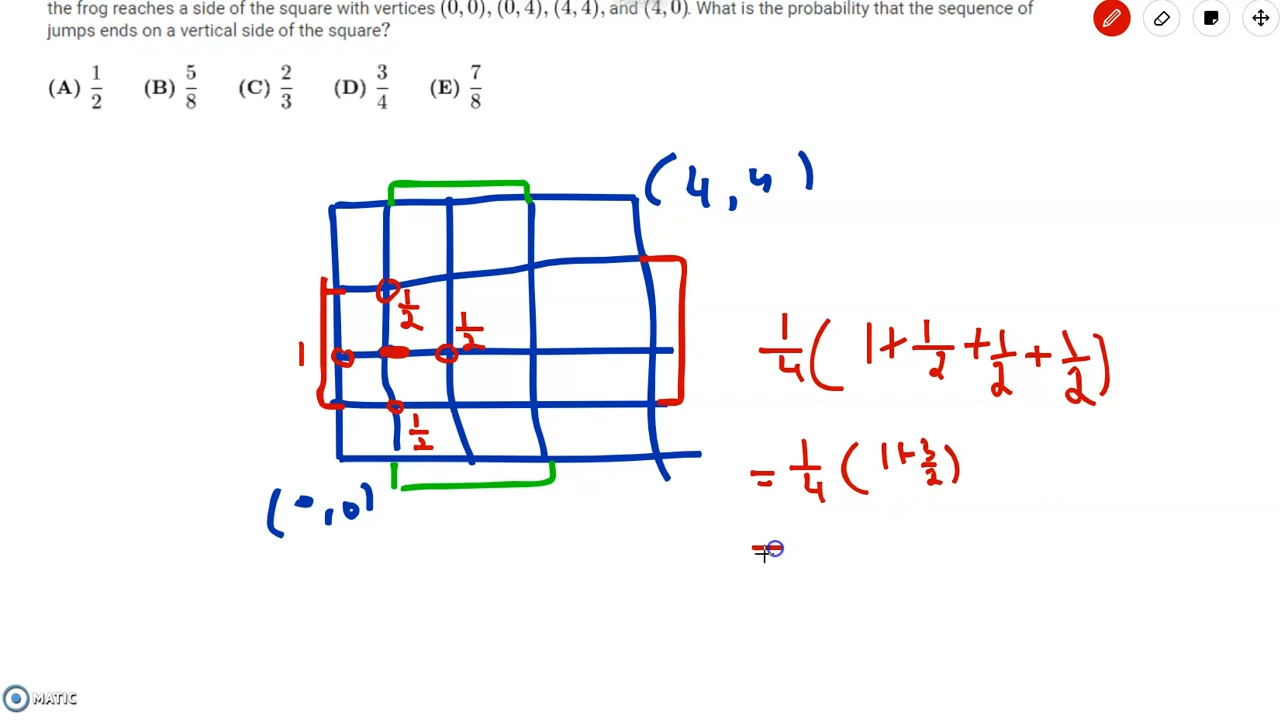 the frog reaches a side of the square with vertices (0, 0), (0, 4), (4, 4), and (4, 0). What is the probability that the sequence of
jumps ends on a vertical side of the square?
(A) 1/2 (B) 5/8 (C) 2/3 (D) 3/4 (E) 7/8
(4, 4)
1/2
1/2
1
1/2
(0, 0)
1/4 (1 + 1/2 + 1/2 + 1/2)
= 1/4 (1 + 3/2)
=
MATIC